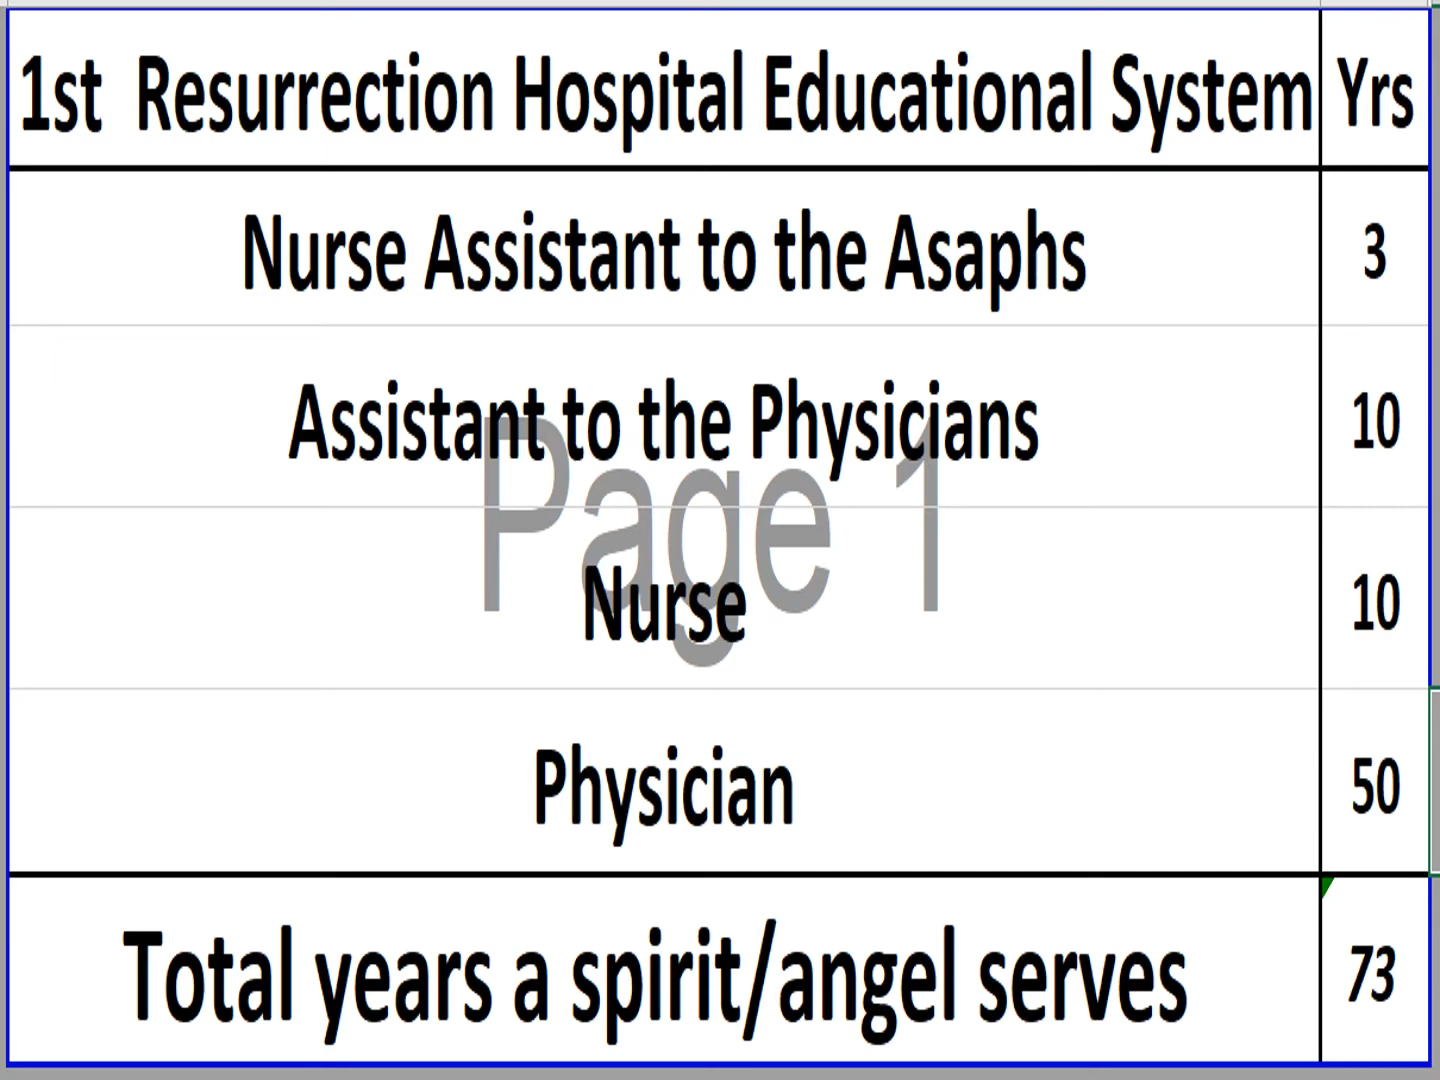 1st  Resurrection Hospital Educational System Yrs
Nurse Assistant to the Asaphs 3
Assistant to the Physicians 10
Page 1
Nurse 10
Physician 50
Total years a spirit/angel serves 73